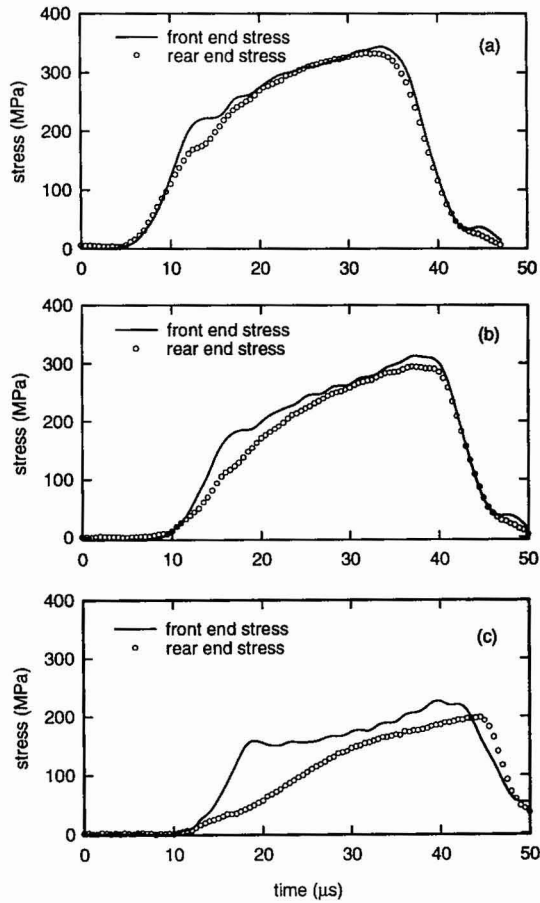 400
300
200
100
0
stress (MPa)
front end stress
rear end stress
(a)
0 10 20 30 40 50
400
300
200
100
0
stress (MPa)
front end stress
rear end stress
(b)
0 10 20 30 40 50
400
300
200
100
0
stress (MPa)
front end stress
rear end stress
(c)
0 10 20 30 40 50
time (μs)